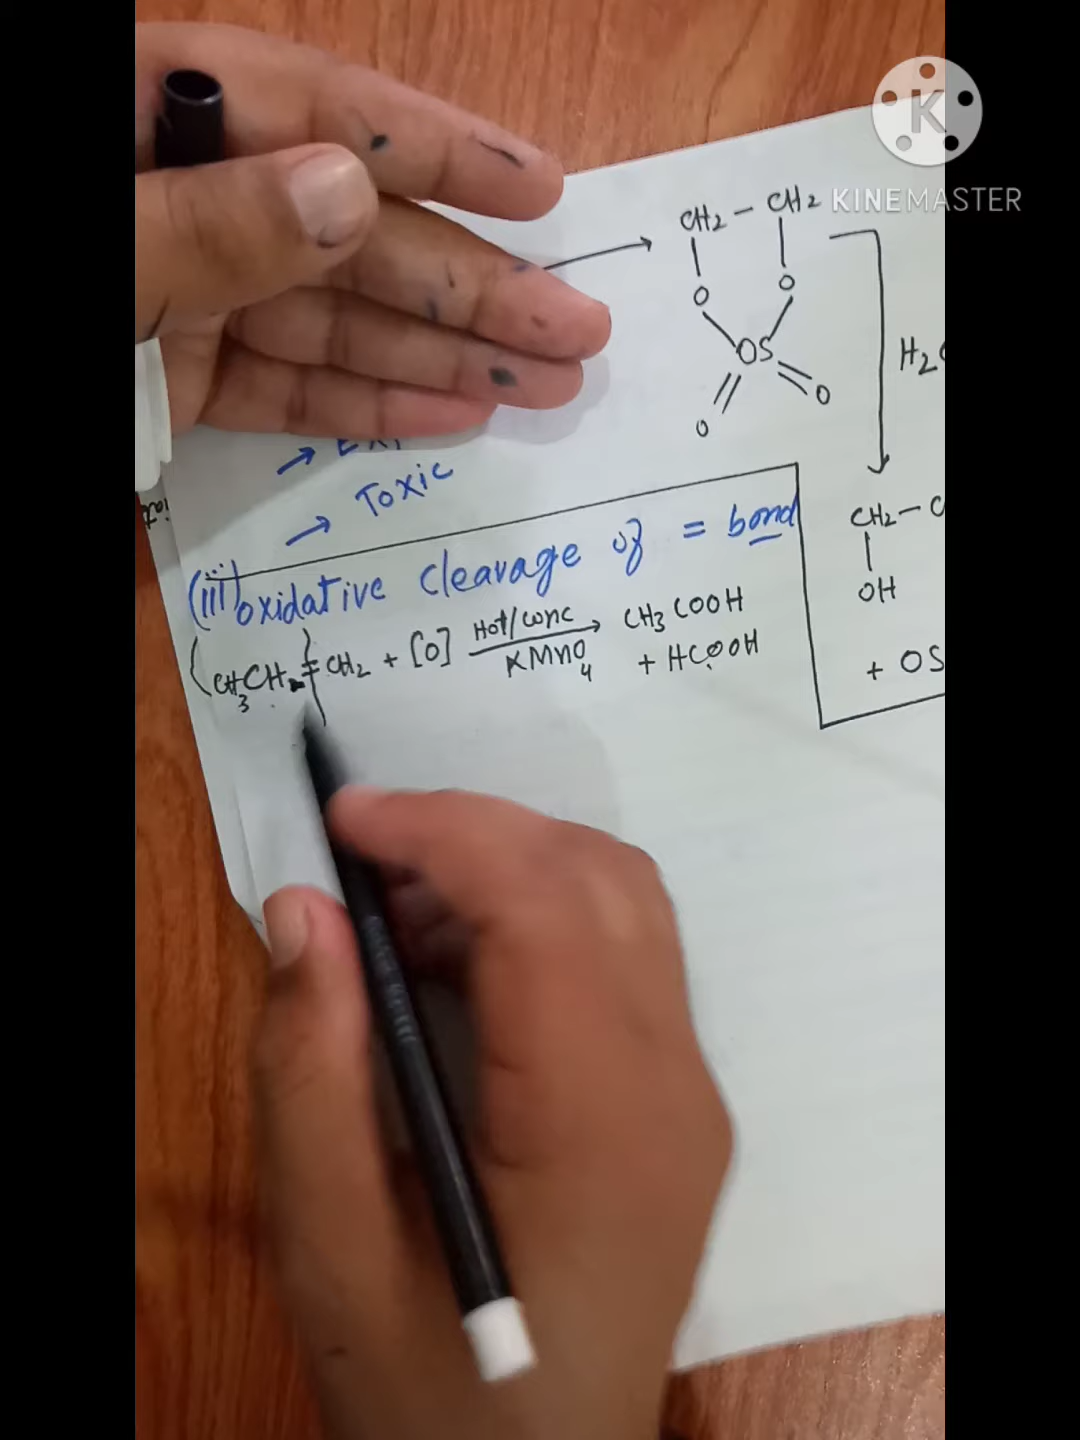 K
KINEMASTER
CH2 - CH2
O O
OS
O O
CH2 -
OH
+ OS
→ Toxic
(iii) oxidative cleavage of = bond
CH3CH = CH2 + [O] Hot/conc KMnO4 → CH3COOH
+ HCOOH